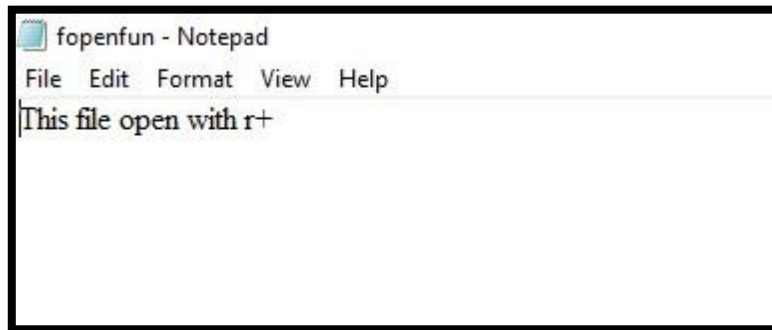 fopenfun - Notepad
File Edit Format View Help
This file open with r+